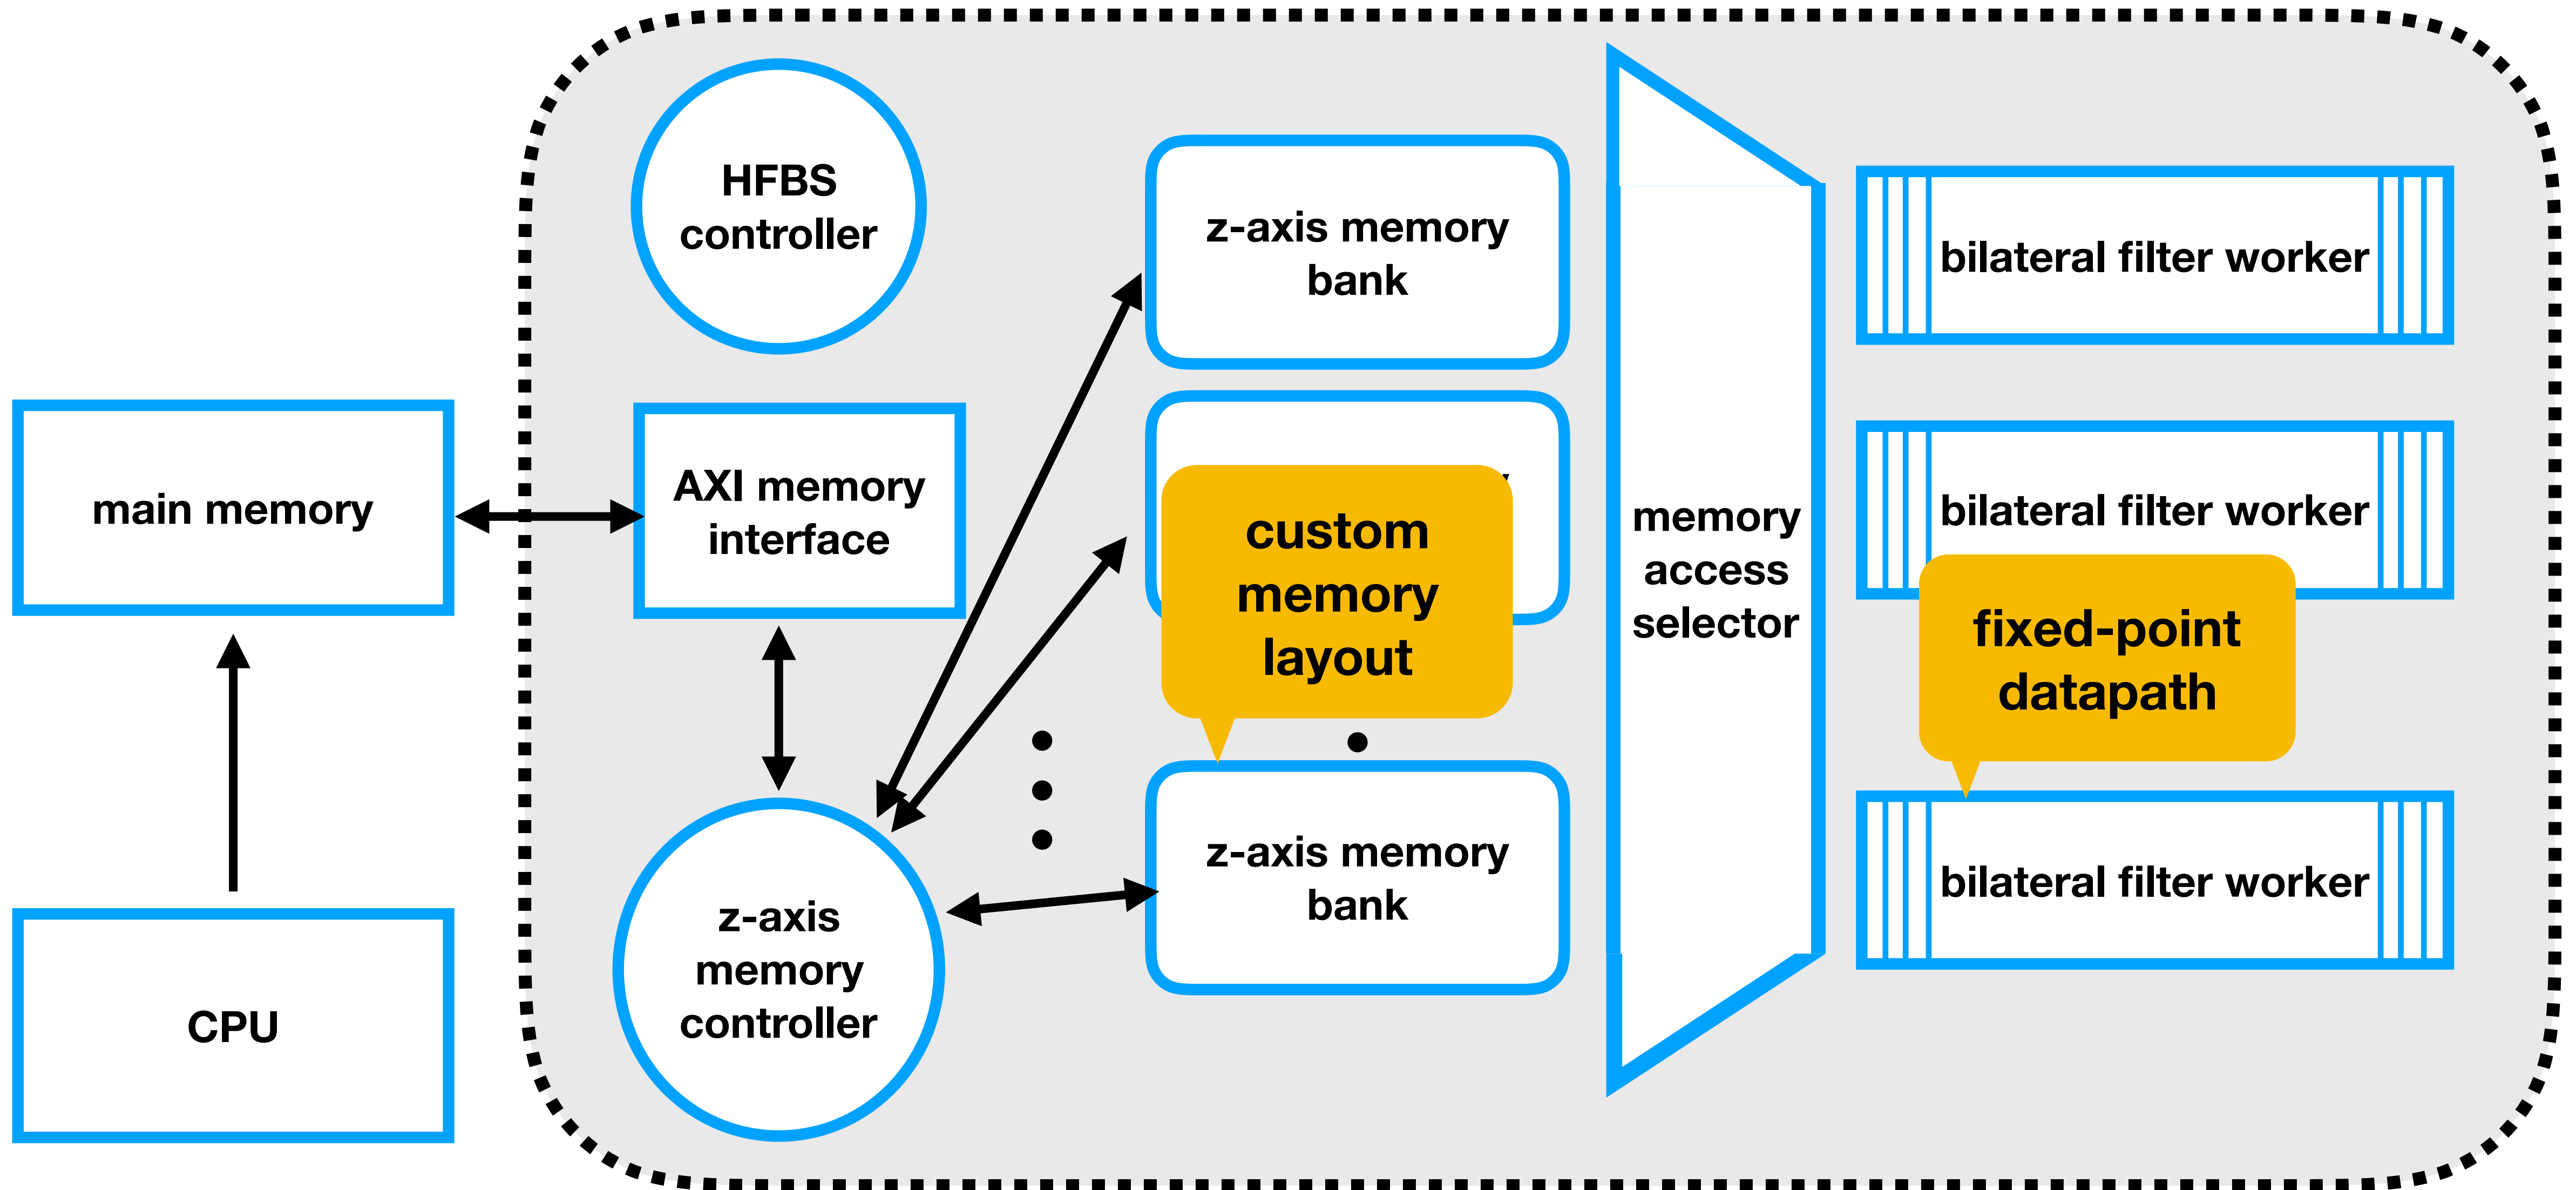 HFBS
controller
z-axis memory
bank
bilateral filter worker
main memory
AXI memory
interface
custom
memory
layout
memory
access
selector
bilateral filter worker
fixed-point
datapath
CPU
z-axis
memory
controller
z-axis memory
bank
bilateral filter worker